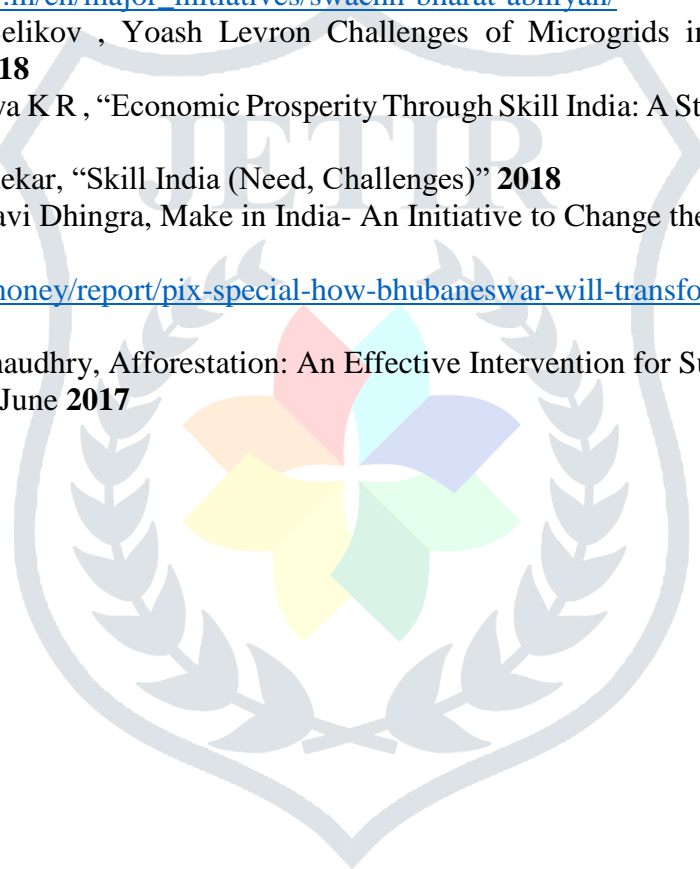 .in/en/major_initiatives/swachh-bharat-abhiyan/
elikov , Yoash Levron Challenges of Microgrids in
18
ya K R , “Economic Prosperity Through Skill India: A St
JETIR
ekar, “Skill India (Need, Challenges)” 2018
avi Dhingra, Make in India- An Initiative to Change the
noney/report/pix-special-how-bhubaneswar-will-transfo
haudhry, Afforestation: An Effective Intervention for Su
June 2017